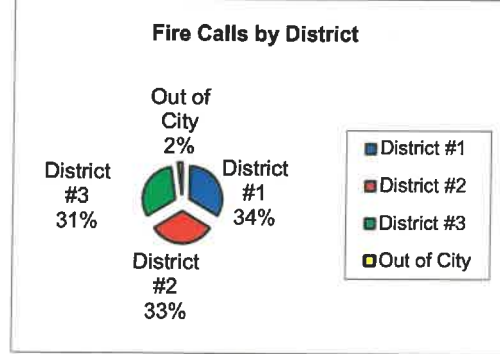 Fire Calls by District
Out of
City
2%
District
#1
34%
District
#2
33%
District
#3
31%
District #1
District #2
District #3
Out of City